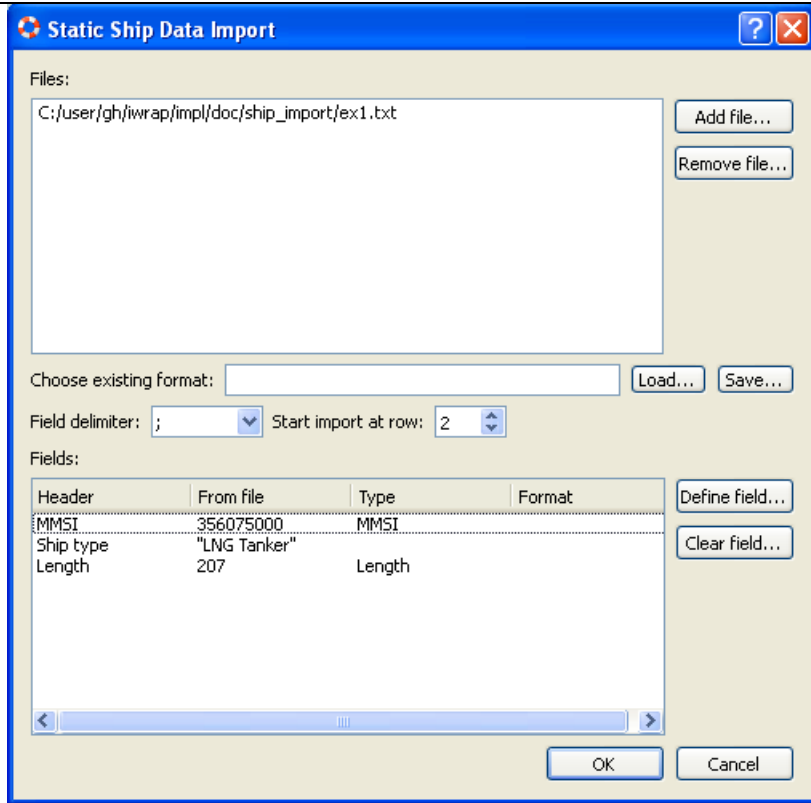 Static Ship Data Import
Files:
C:/user/gh/iwrap/impl/doc/ship_import/ex1.txt
Add file...
Remove file...
Choose existing format: Load... Save...
Field delimiter: ; Start import at row: 2
Fields:
Header From file Type Format
MMSI 356075000 MMSI
Ship type "LNG Tanker"
Length 207 Length
Define field...
Clear field...
OK Cancel